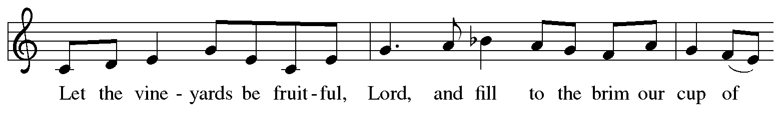 Let the vine - yards be fruit - ful, Lord, and fill to the brim our cup of